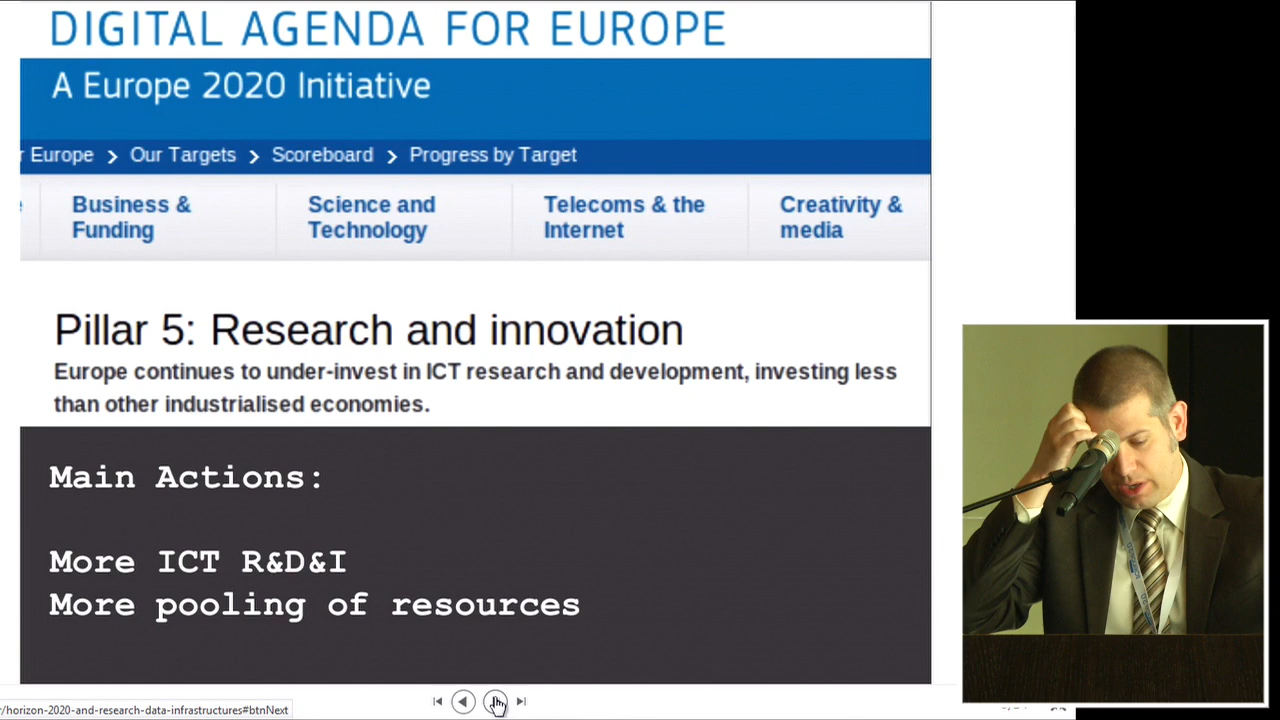 DIGITAL AGENDA FOR EUROPE
A Europe 2020 Initiative
r Europe > Our Targets > Scoreboard > Progress by Target
Business & Funding
Science and Technology
Telecoms & the Internet
Creativity & media
Pillar 5: Research and innovation
Europe continues to under-invest in ICT research and development, investing less
than other industrialised economies.
Main Actions:
More ICT R&D&I
More pooling of resources
/horizon-2020-and-research-data-infrastructures#btnNext